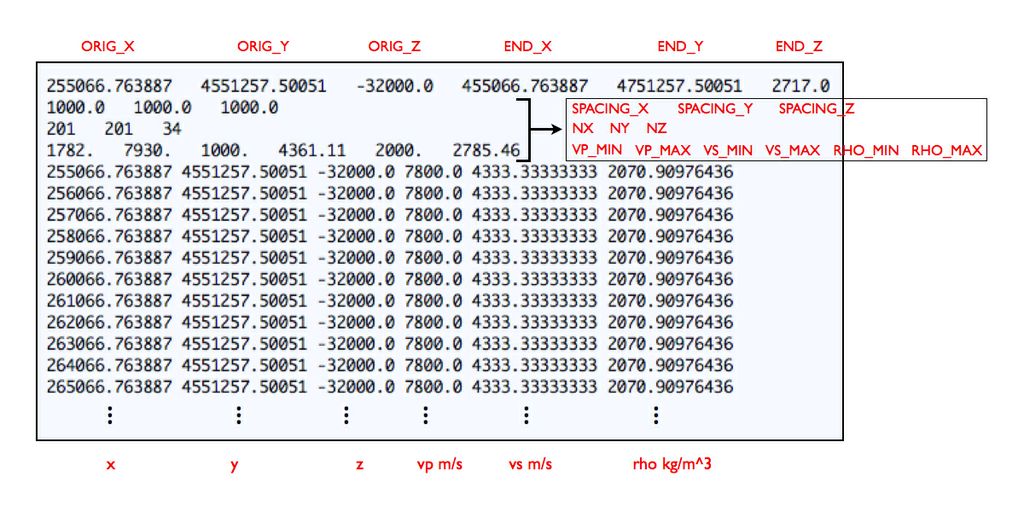 ORIG_X ORIG_Y ORIG_Z END_X END_Y END_Z
255066.763887 4551257.50051 -32000.0 455066.763887 4751257.50051 2717.0
1000.0 1000.0 1000.0 SPACING_X SPACING_Y SPACING_Z
201 201 34 NX NY NZ
1782. 7930. 1000. 4361.11 2000. 2785.46 VP_MIN VP_MAX VS_MIN VS_MAX RHO_MIN RHO_MAX
255066.763887 4551257.50051 -32000.0 7800.0 4333.33333333 2070.90976436
256066.763887 4551257.50051 -32000.0 7800.0 4333.33333333 2070.90976436
257066.763887 4551257.50051 -32000.0 7800.0 4333.33333333 2070.90976436
258066.763887 4551257.50051 -32000.0 7800.0 4333.33333333 2070.90976436
259066.763887 4551257.50051 -32000.0 7800.0 4333.33333333 2070.90976436
260066.763887 4551257.50051 -32000.0 7800.0 4333.33333333 2070.90976436
261066.763887 4551257.50051 -32000.0 7800.0 4333.33333333 2070.90976436
262066.763887 4551257.50051 -32000.0 7800.0 4333.33333333 2070.90976436
263066.763887 4551257.50051 -32000.0 7800.0 4333.33333333 2070.90976436
264066.763887 4551257.50051 -32000.0 7800.0 4333.33333333 2070.90976436
265066.763887 4551257.50051 -32000.0 7800.0 4333.33333333 2070.90976436
⋮ ⋮ ⋮ ⋮ ⋮ ⋮
x y z vp m/s vs m/s rho kg/m^3